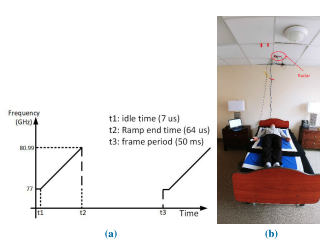 Frequency
(GHz)
t1: idle time (7 us)
t2: Ramp end time (64 us)
t3: frame period (50 ms)
80.99
77
t1
t2
t3
Time
Radar
(a)
(b)